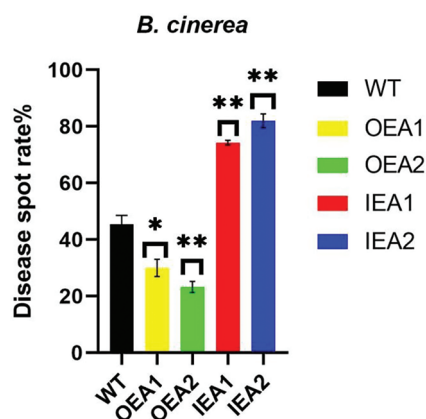 B. cinerea
Disease spot rate%
100
80
60
40
20
0
*
**
**
**
WT
OEA1
OEA2
IEA1
IEA2
WT
OEA1
OEA2
IEA1
IEA2